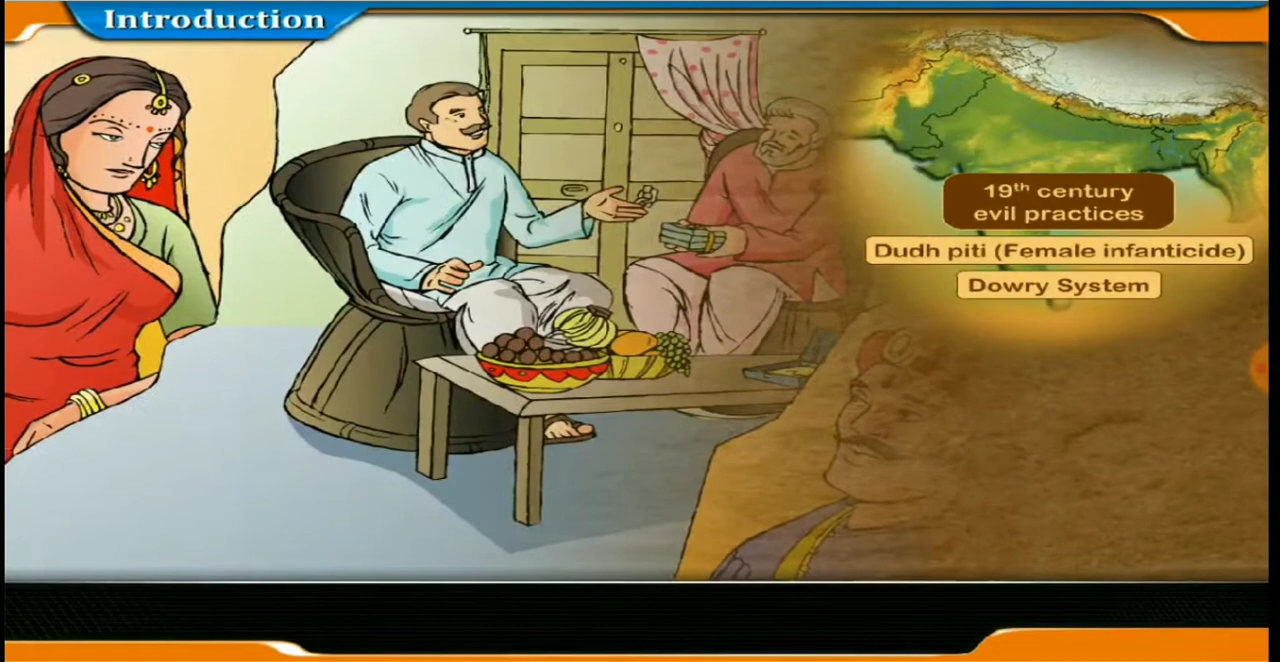 Introduction
19th century
evil practices
Dudh piti (Female infanticide)
Dowry System